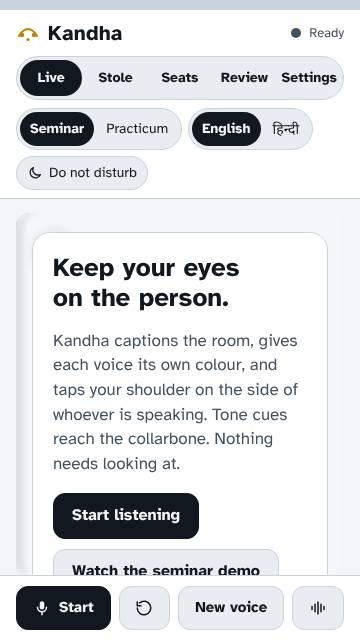 Kandha
Ready
Live Stole Seats Review Settings
Seminar Practicum English हिन्दी
Do not disturb
Keep your eyes
on the person.
Kandha captions the room, gives
each voice its own colour, and
taps your shoulder on the side of
whoever is speaking. Tone cues
reach the collarbone. Nothing
needs looking at.
Start listening
Watch the seminar demo
Start New voice